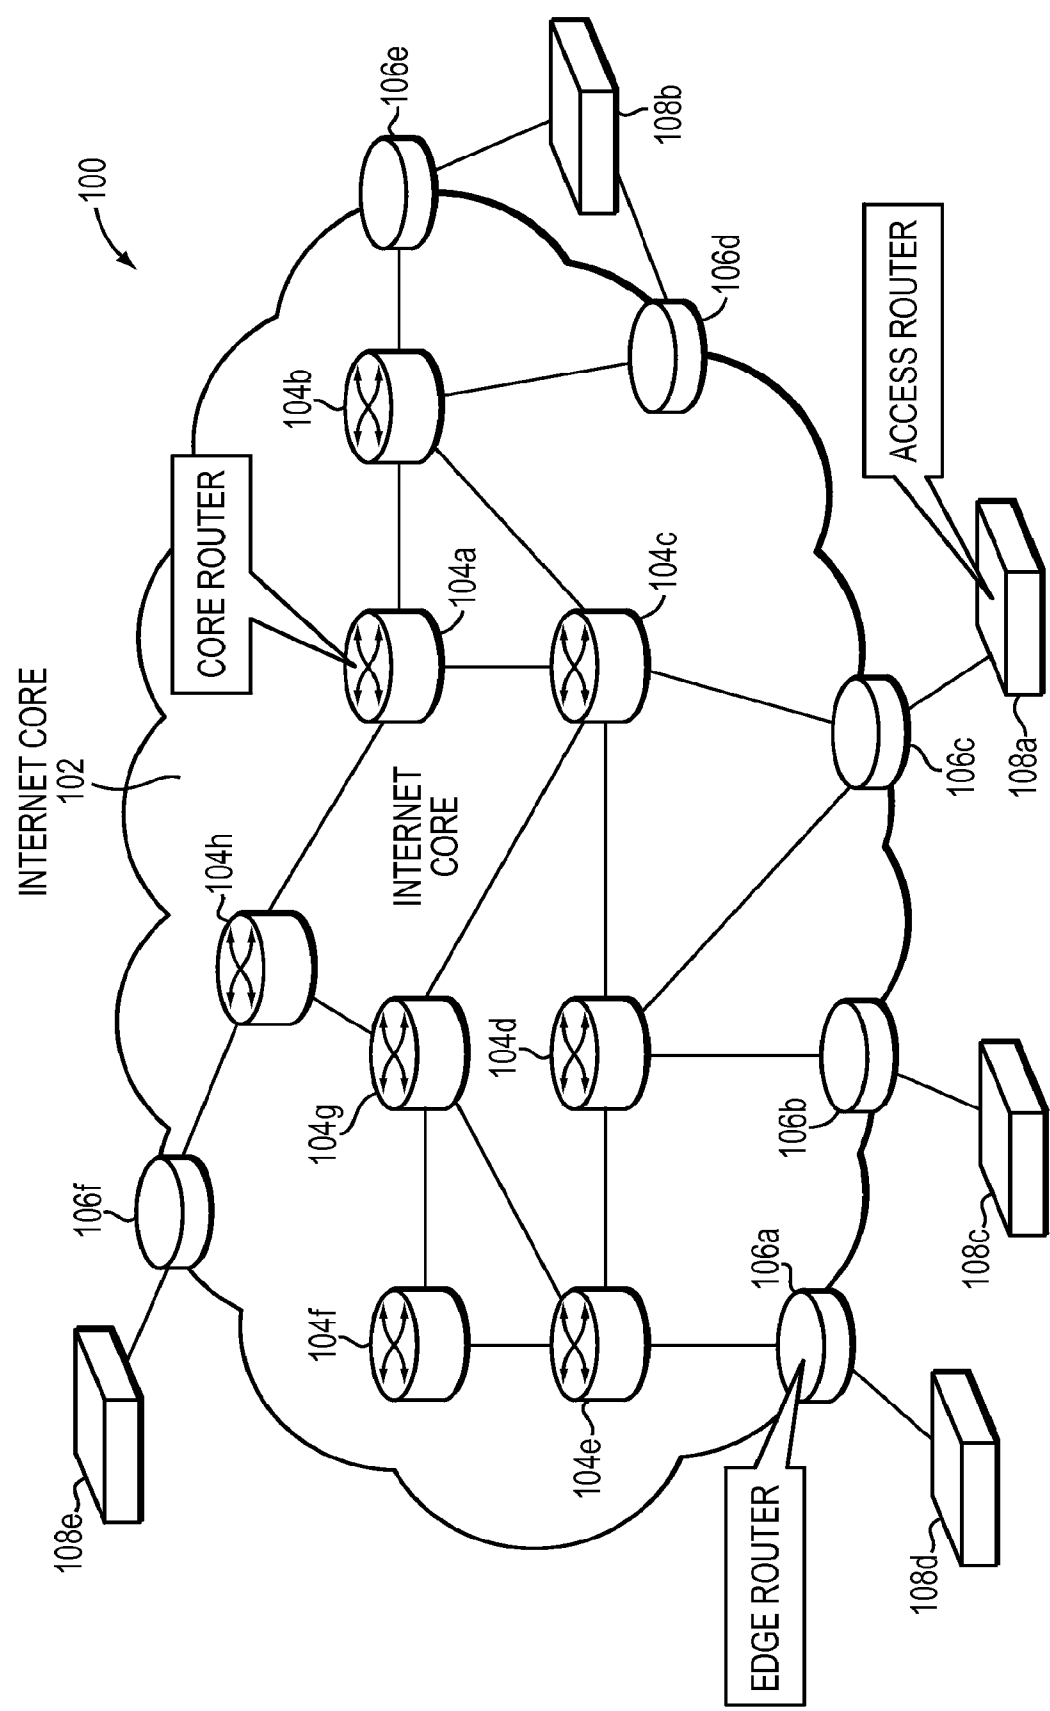 INTERNET CORE
102
100
106f
108e
104h
CORE ROUTER
104b
106e
108b
106d
104a
104c
INTERNET
CORE
104g
104d
104f
104e
106a
106b
106c
EDGE ROUTER
108d
108c
108a
ACCESS ROUTER